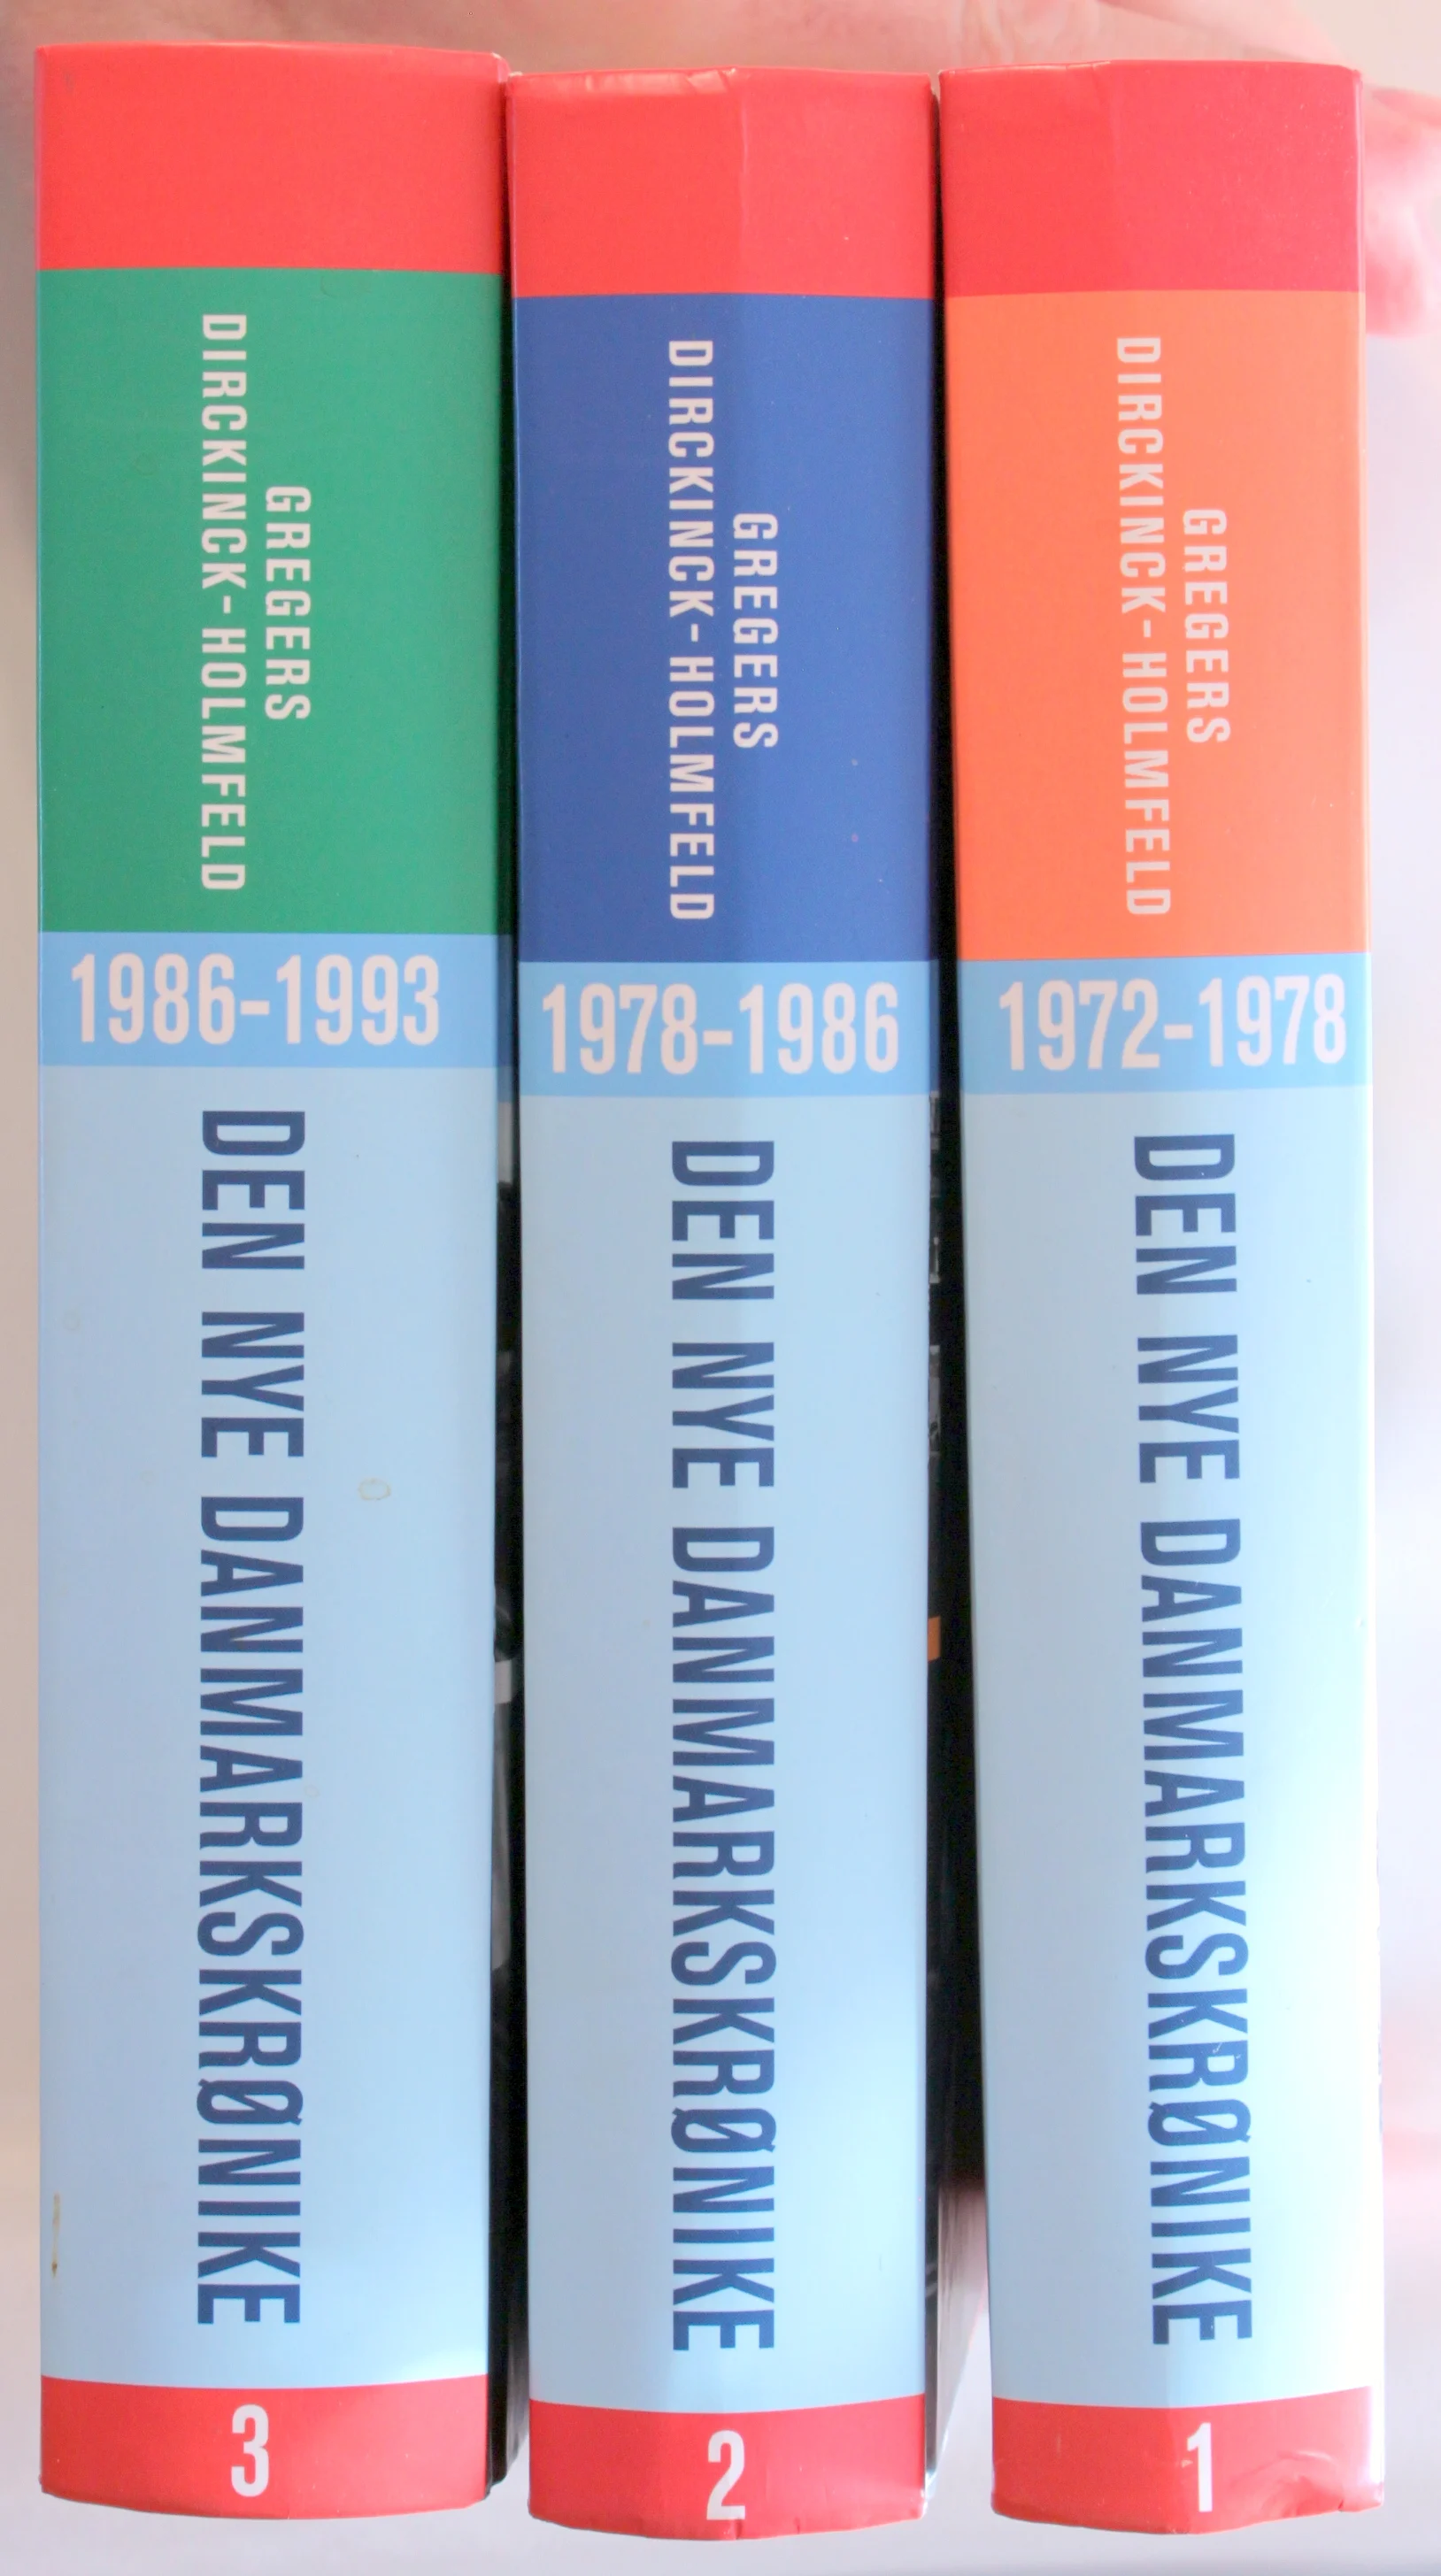 GREGERS
DIRCKINCK-HOLMFELD
1986-1993
DEN NYE DANMARKSKRØNIKE
3
GREGERS
DIRCKINCK-HOLMFELD
1978-1986
DEN NYE DANMARKSKRØNIKE
2
GREGERS
DIRCKINCK-HOLMFELD
1972-1978
DEN NYE DANMARKSKRØNIKE
1